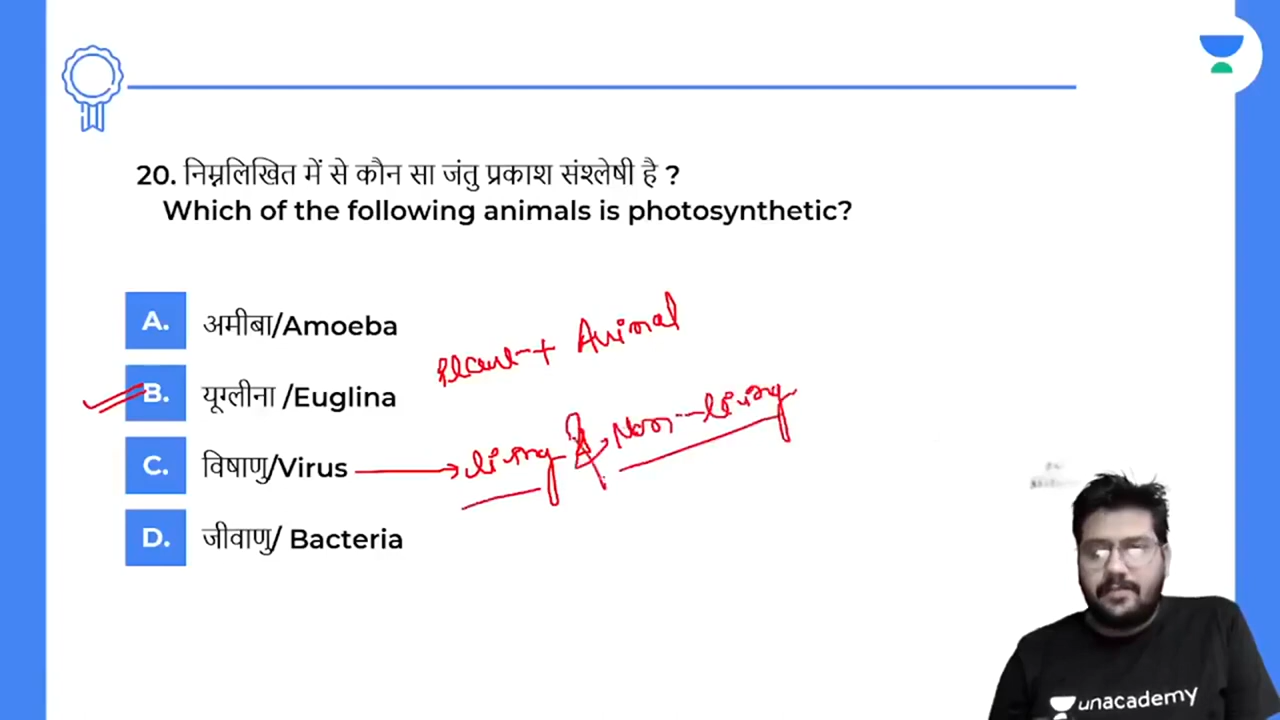 20. निम्नलिखित में से कौन सा जंतु प्रकाश संश्लेषी है ?
Which of the following animals is photosynthetic?
A. अमीबा/Amoeba
Plant + Animal
B. यूग्लीना /Euglina
living & Non-living
C. विषाणु/Virus
D. जीवाणु/ Bacteria
unacademy